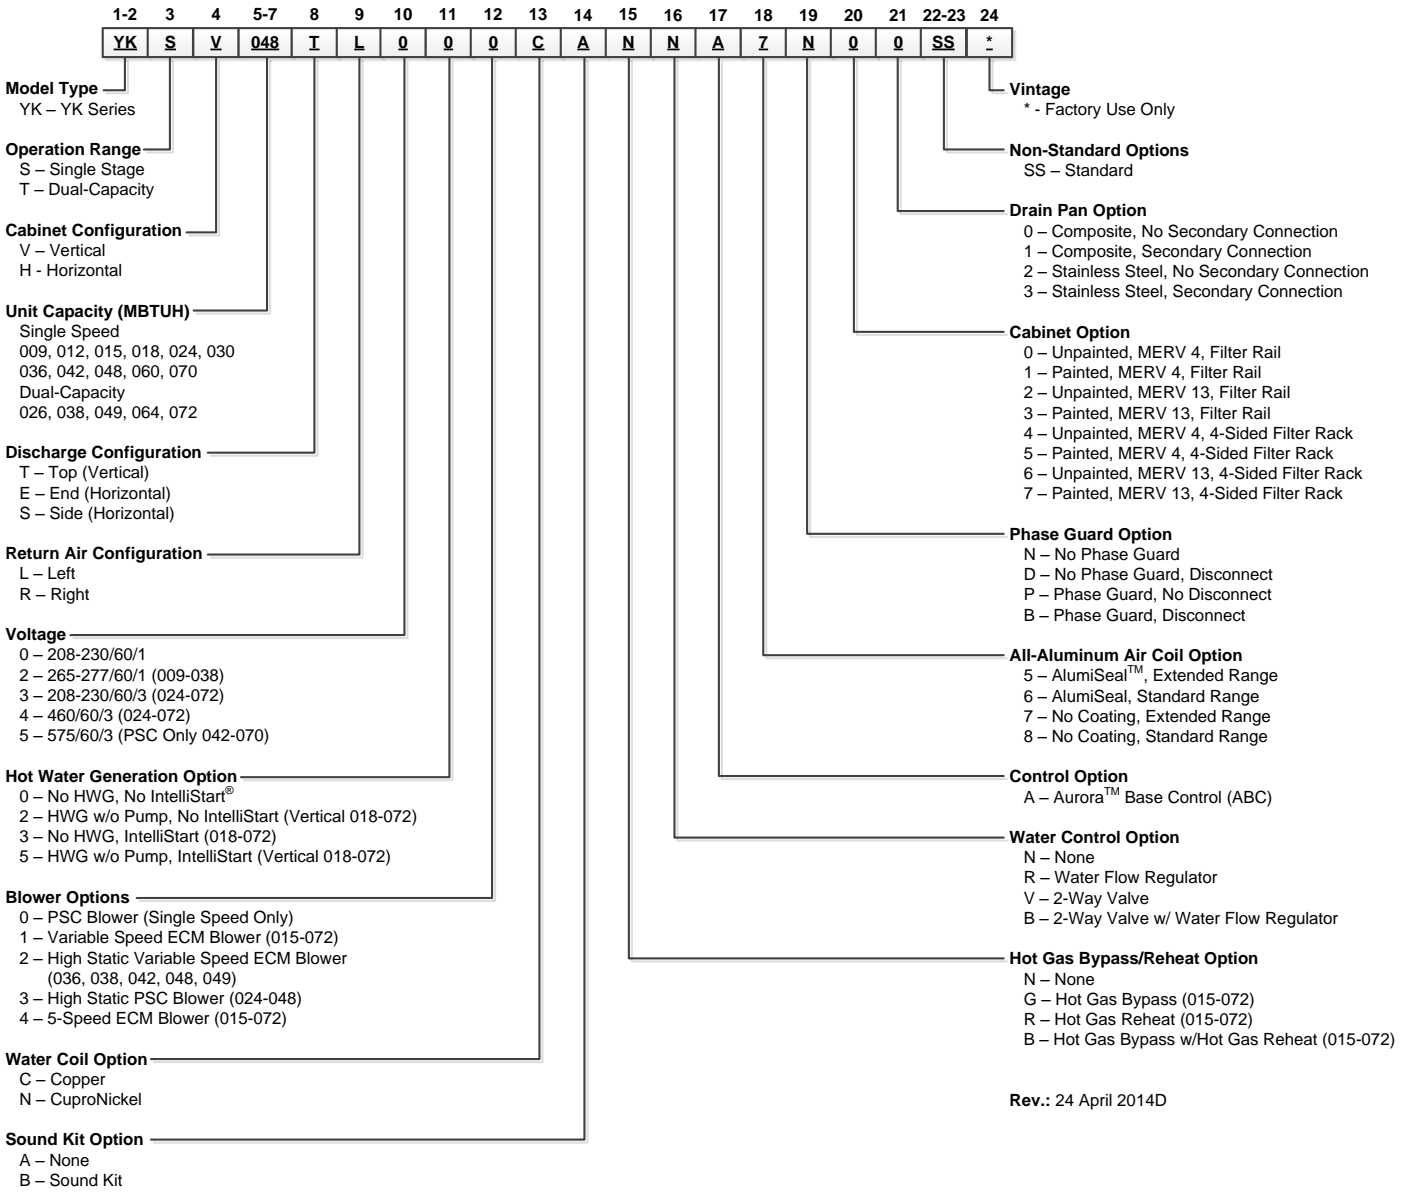 1-2 3 4 5-7 8 9 10 11 12 13 14 15 16 17 18 19 20 21 22-23 24
YK S V 048 T L 0 0 0 C A N N A 7 N 0 0 SS *
Model Type
YK – YK Series
Operation Range
S – Single Stage
T – Dual-Capacity
Cabinet Configuration
V – Vertical
H - Horizontal
Unit Capacity (MBTUH)
Single Speed
009, 012, 015, 018, 024, 030
036, 042, 048, 060, 070
Dual-Capacity
026, 038, 049, 064, 072
Discharge Configuration
T – Top (Vertical)
E – End (Horizontal)
S – Side (Horizontal)
Return Air Configuration
L – Left
R – Right
Voltage
0 – 208-230/60/1
2 – 265-277/60/1 (009-038)
3 – 208-230/60/3 (024-072)
4 – 460/60/3 (024-072)
5 – 575/60/3 (PSC Only 042-070)
Hot Water Generation Option
0 – No HWG, No IntelliStart®
2 – HWG w/o Pump, No IntelliStart (Vertical 018-072)
3 – No HWG, IntelliStart (018-072)
5 – HWG w/o Pump, IntelliStart (Vertical 018-072)
Blower Options
0 – PSC Blower (Single Speed Only)
1 – Variable Speed ECM Blower (015-072)
2 – High Static Variable Speed ECM Blower
(036, 038, 042, 048, 049)
3 – High Static PSC Blower (024-048)
4 – 5-Speed ECM Blower (015-072)
Water Coil Option
C – Copper
N – CuproNickel
Sound Kit Option
A – None
B – Sound Kit
Vintage
* - Factory Use Only
Non-Standard Options
SS – Standard
Drain Pan Option
0 – Composite, No Secondary Connection
1 – Composite, Secondary Connection
2 – Stainless Steel, No Secondary Connection
3 – Stainless Steel, Secondary Connection
Cabinet Option
0 – Unpainted, MERV 4, Filter Rail
1 – Painted, MERV 4, Filter Rail
2 – Unpainted, MERV 13, Filter Rail
3 – Painted, MERV 13, Filter Rail
4 – Unpainted, MERV 4, 4-Sided Filter Rack
5 – Painted, MERV 4, 4-Sided Filter Rack
6 – Unpainted, MERV 13, 4-Sided Filter Rack
7 – Painted, MERV 13, 4-Sided Filter Rack
Phase Guard Option
N – No Phase Guard
D – No Phase Guard, Disconnect
P – Phase Guard, No Disconnect
B – Phase Guard, Disconnect
All-Aluminum Air Coil Option
5 – AlumiSeal™, Extended Range
6 – AlumiSeal, Standard Range
7 – No Coating, Extended Range
8 – No Coating, Standard Range
Control Option
A – Aurora™ Base Control (ABC)
Water Control Option
N – None
R – Water Flow Regulator
V – 2-Way Valve
B – 2-Way Valve w/ Water Flow Regulator
Hot Gas Bypass/Reheat Option
N – None
G – Hot Gas Bypass (015-072)
R – Hot Gas Reheat (015-072)
B – Hot Gas Bypass w/Hot Gas Reheat (015-072)
Rev.: 24 April 2014D